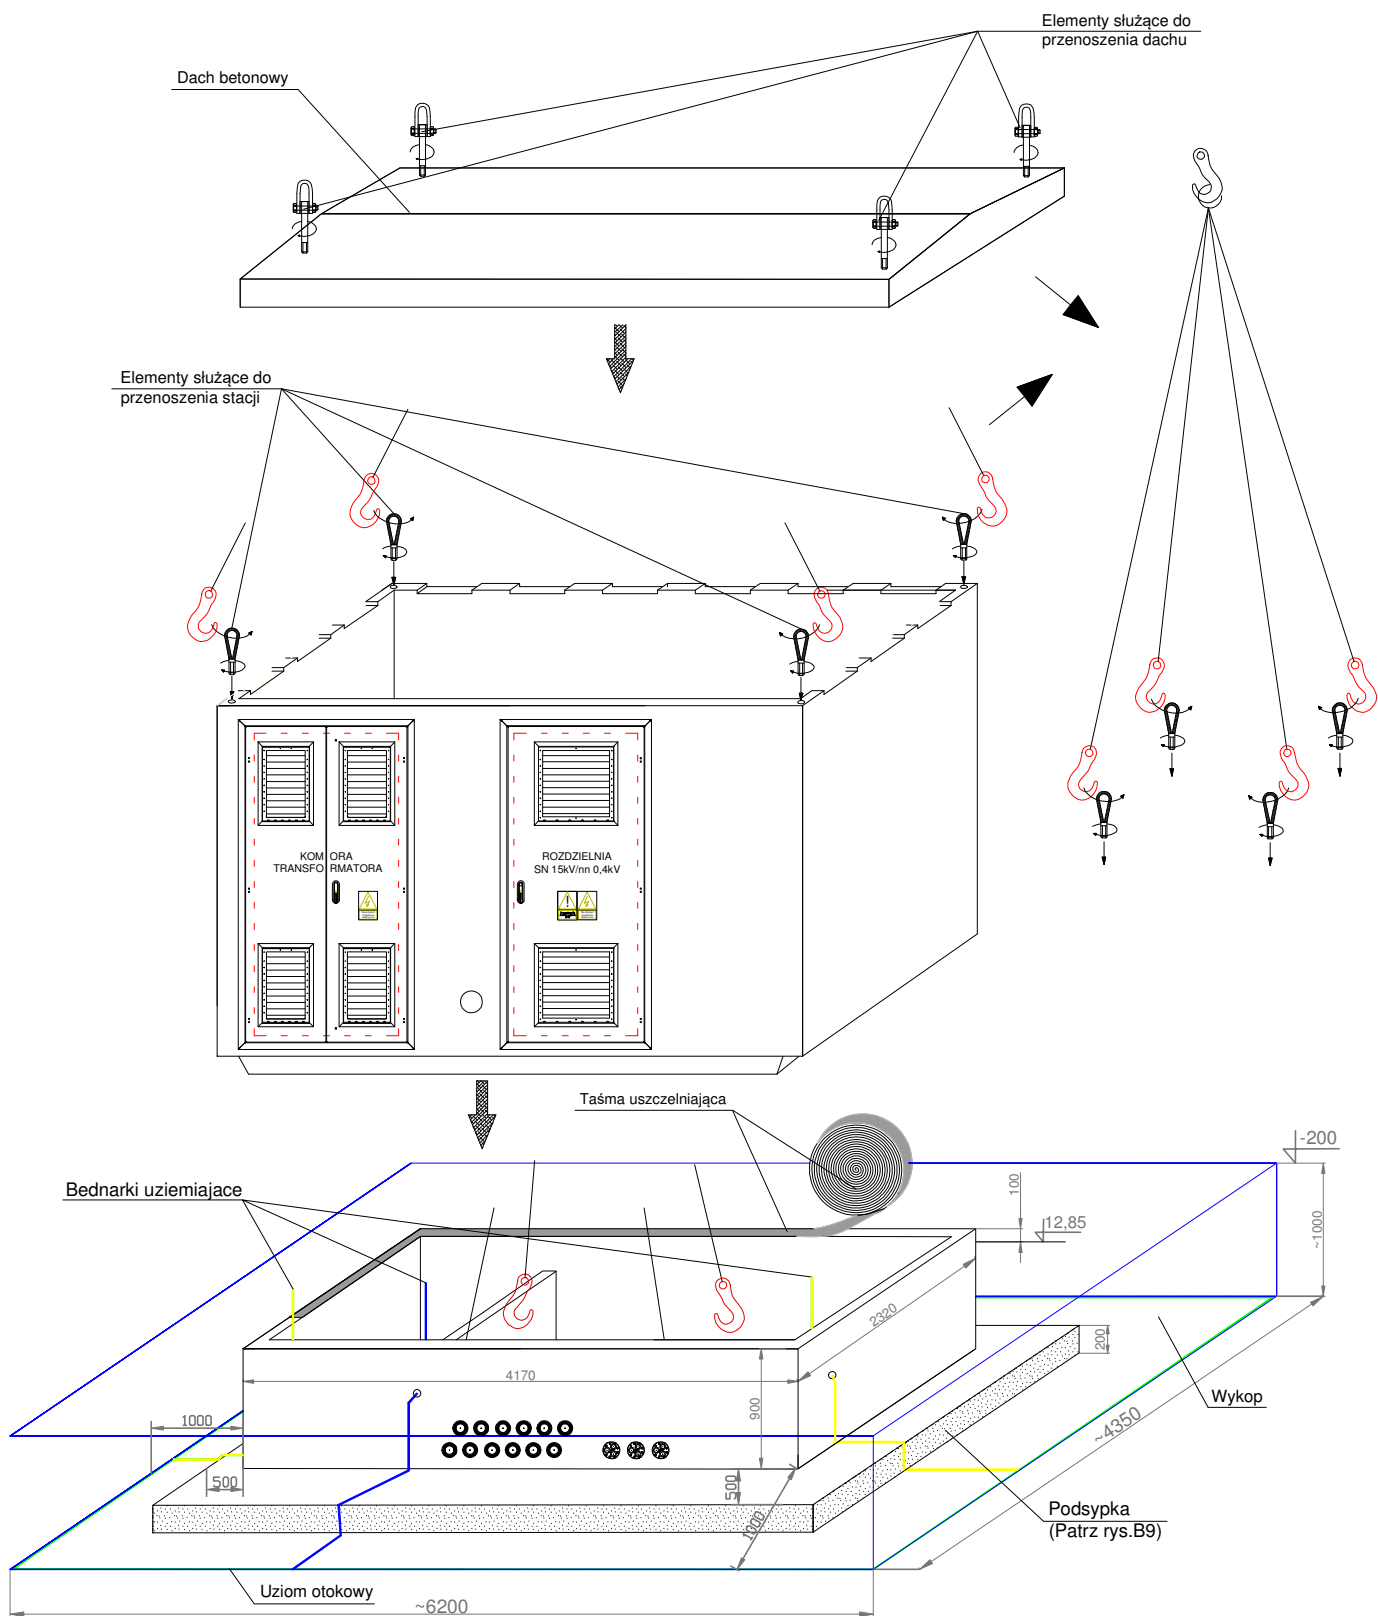 Elementy służące do
przenoszenia dachu
Dach betonowy
Elementy służące do
przenoszenia stacji
KOMORA
TRANSFORMATORA
ROZDZIELNIA
SN 15kV/nn 0,4kV
Taśma uszczelniająca
-200
Bednarki uziemiajace
100
12,85
~1000
2320
200
4170
900
Wykop
1000
~4350
500
500
Podsypka
(Patrz rys.B9)
1300
Uziom otokowy
~6200